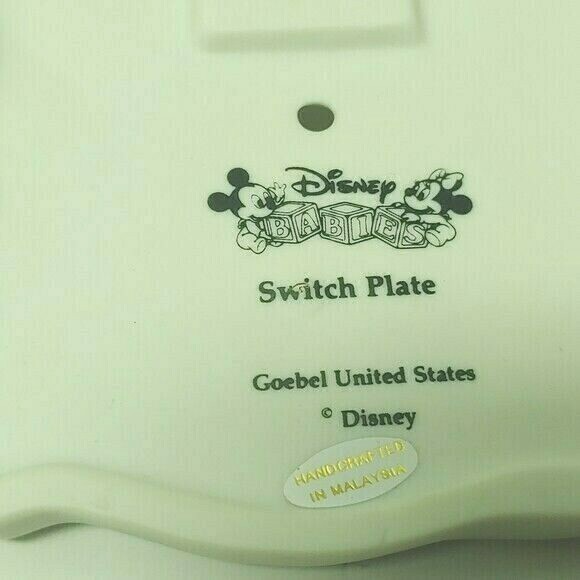 Disney
BABIES
Switch Plate
Goebel United States
© Disney
HANDCRAFTED
IN MALAYSIA